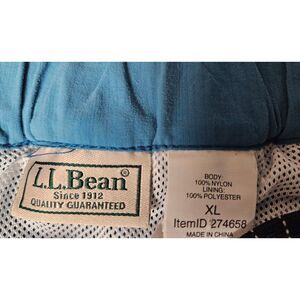 L.L.Bean®
Since 1912
QUALITY GUARANTEED
BODY:
100% NYLON
LINING:
100% POLYESTER
XL
ItemID 274658
MADE IN CHINA